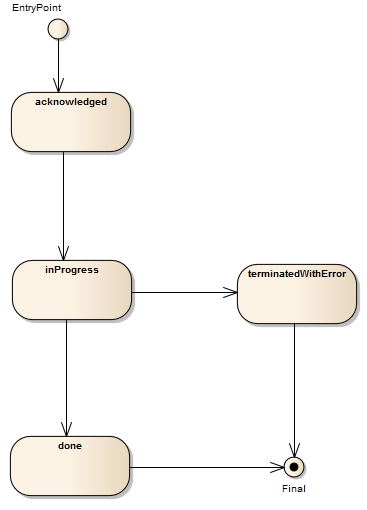 EntryPoint
acknowledged
inProgress
terminatedWithError
done
Final